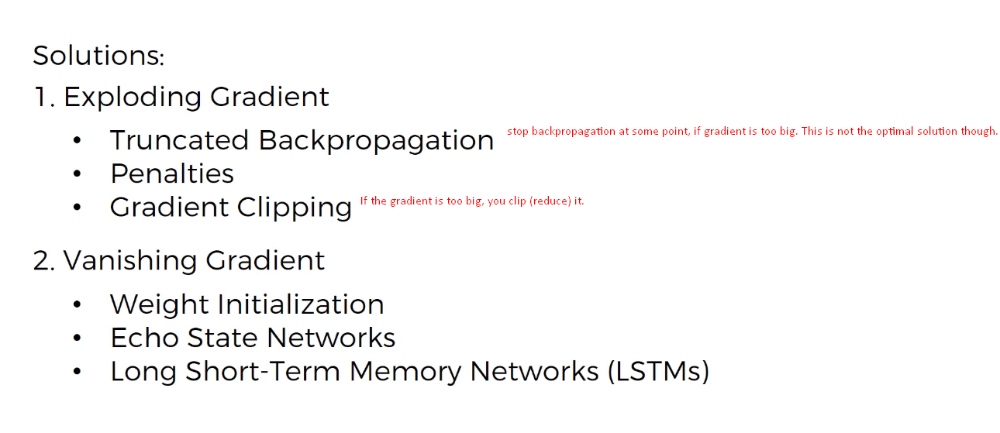 Solutions:
1. Exploding Gradient
• Truncated Backpropagation stop backpropagation at some point, if gradient is too big. This is not the optimal solution though.
• Penalties
• Gradient Clipping If the gradient is too big, you clip (reduce) it.
2. Vanishing Gradient
• Weight Initialization
• Echo State Networks
• Long Short-Term Memory Networks (LSTMs)